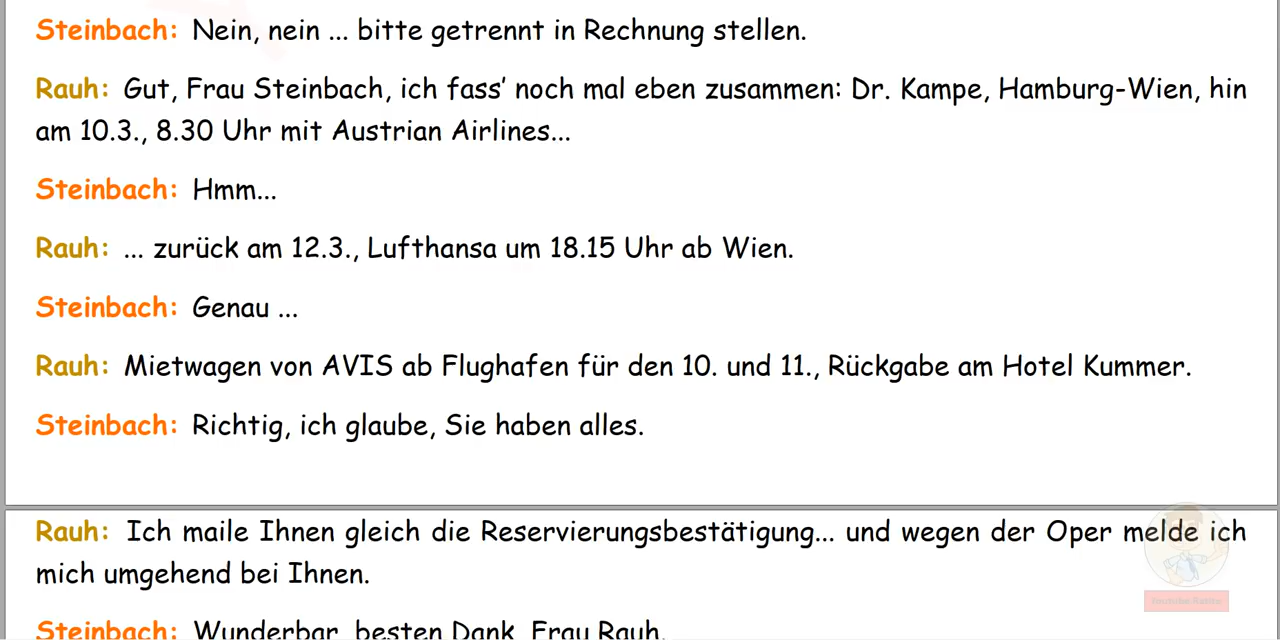 Steinbach: Nein, nein ... bitte getrennt in Rechnung stellen.
Rauh: Gut, Frau Steinbach, ich fass’ noch mal eben zusammen: Dr. Kampe, Hamburg-Wien, hin
am 10.3., 8.30 Uhr mit Austrian Airlines...
Steinbach: Hmm...
Rauh: ... zurück am 12.3., Lufthansa um 18.15 Uhr ab Wien.
Steinbach: Genau ...
Rauh: Mietwagen von AVIS ab Flughafen für den 10. und 11., Rückgabe am Hotel Kummer.
Steinbach: Richtig, ich glaube, Sie haben alles.
Rauh: Ich maile Ihnen gleich die Reservierungsbestätigung... und wegen der Oper melde ich
mich umgehend bei Ihnen.
Steinbach: Wunderbar, besten Dank, Frau Rauh.